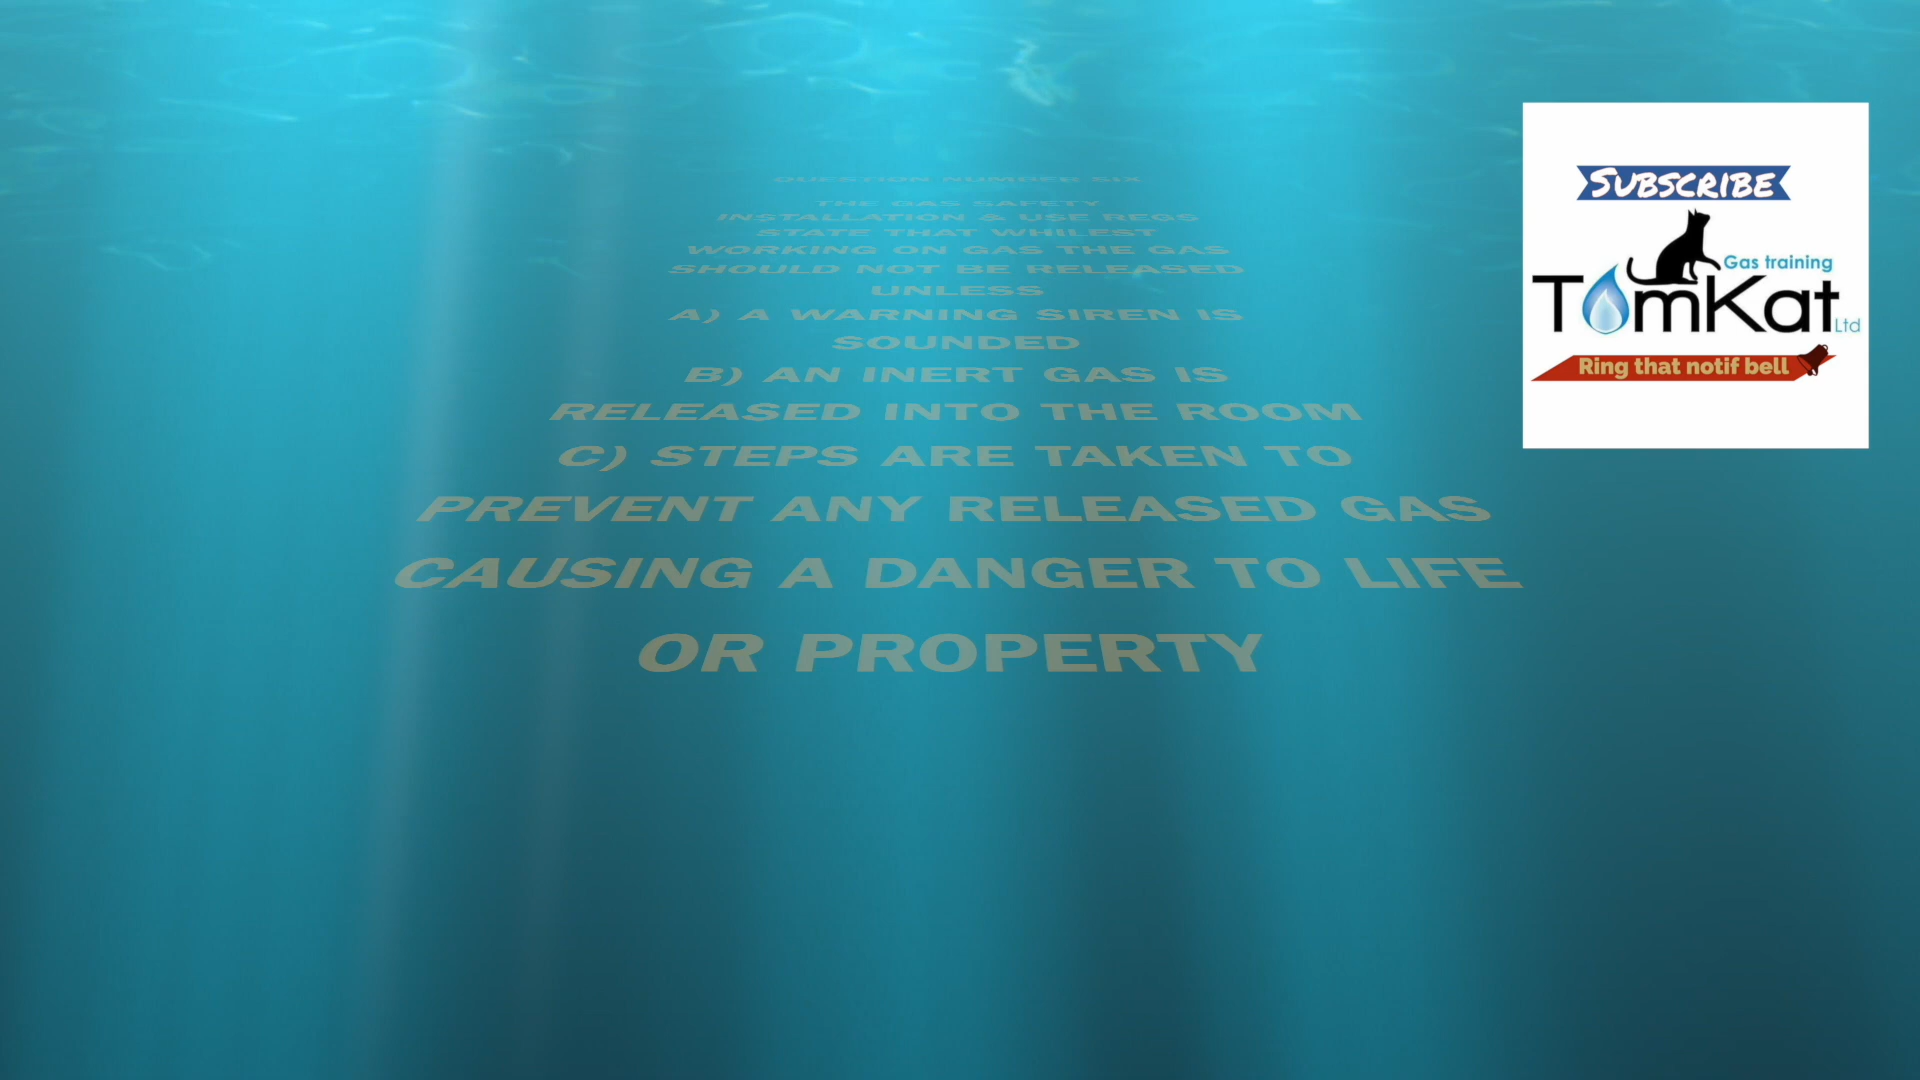 QUESTION NUMBER SIX
THE GAS SAFETY
INSTALLATION & USE REGS
STATE THAT WHILEST
WORKING ON GAS THE GAS
SHOULD NOT BE RELEASED
UNLESS
A) A WARNING SIREN IS
SOUNDED
B) AN INERT GAS IS
RELEASED INTO THE ROOM
C) STEPS ARE TAKEN TO
PREVENT ANY RELEASED GAS
CAUSING A DANGER TO LIFE
OR PROPERTY
SUBSCRIBE
Gas training
TomKat Ltd
Ring that notif bell